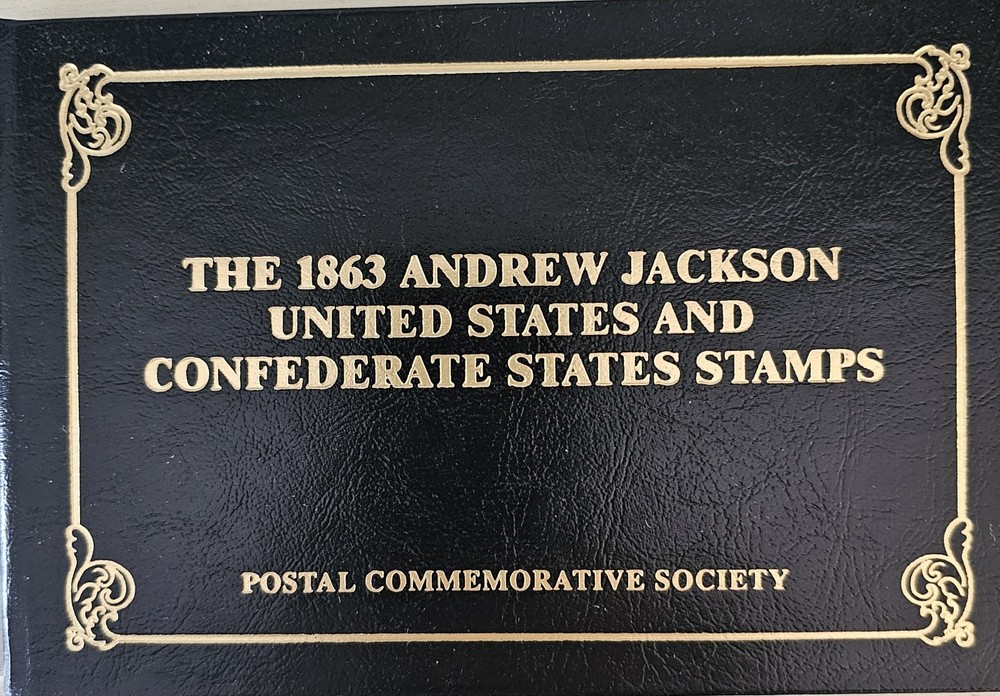 THE 1863 ANDREW JACKSON
UNITED STATES AND
CONFEDERATE STATES STAMPS
POSTAL COMMEMORATIVE SOCIETY